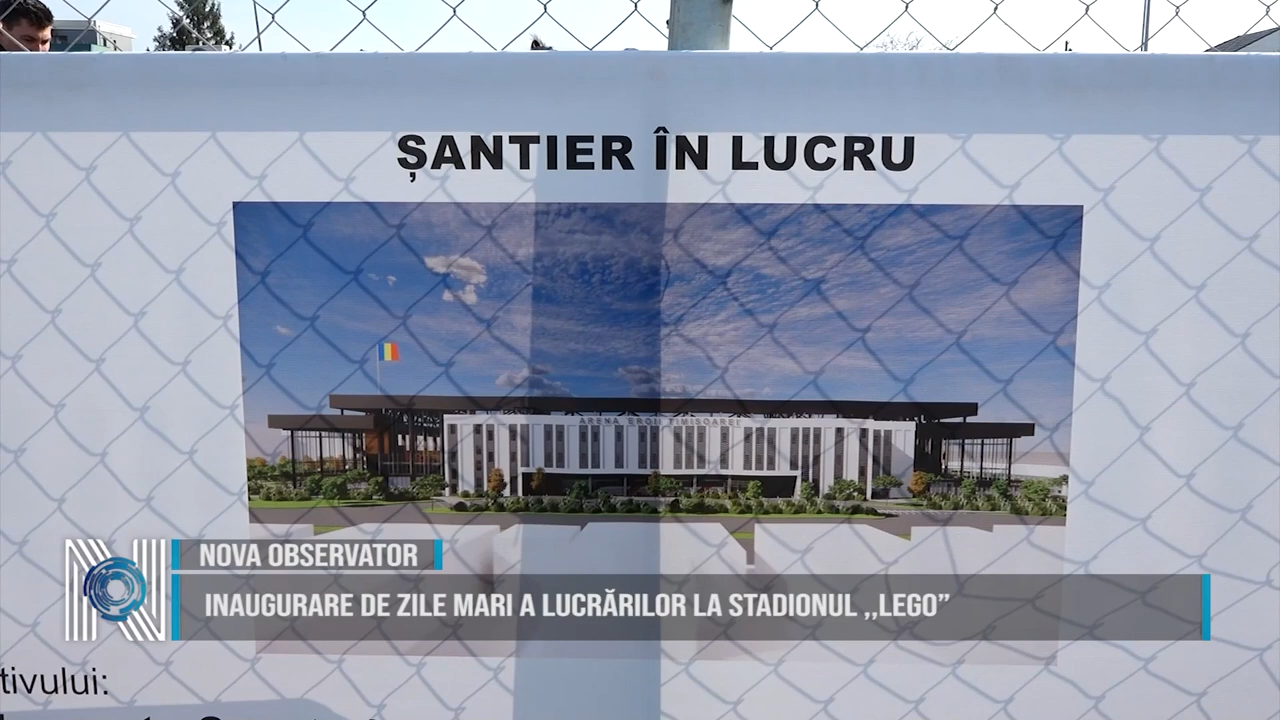 ȘANTIER ÎN LUCRU
ARENA EROII TIMIȘOAREI
NOVA OBSERVATOR
INAUGURARE DE ZILE MARI A LUCRĂRILOR LA STADIONUL ,,LEGO”
tivului: